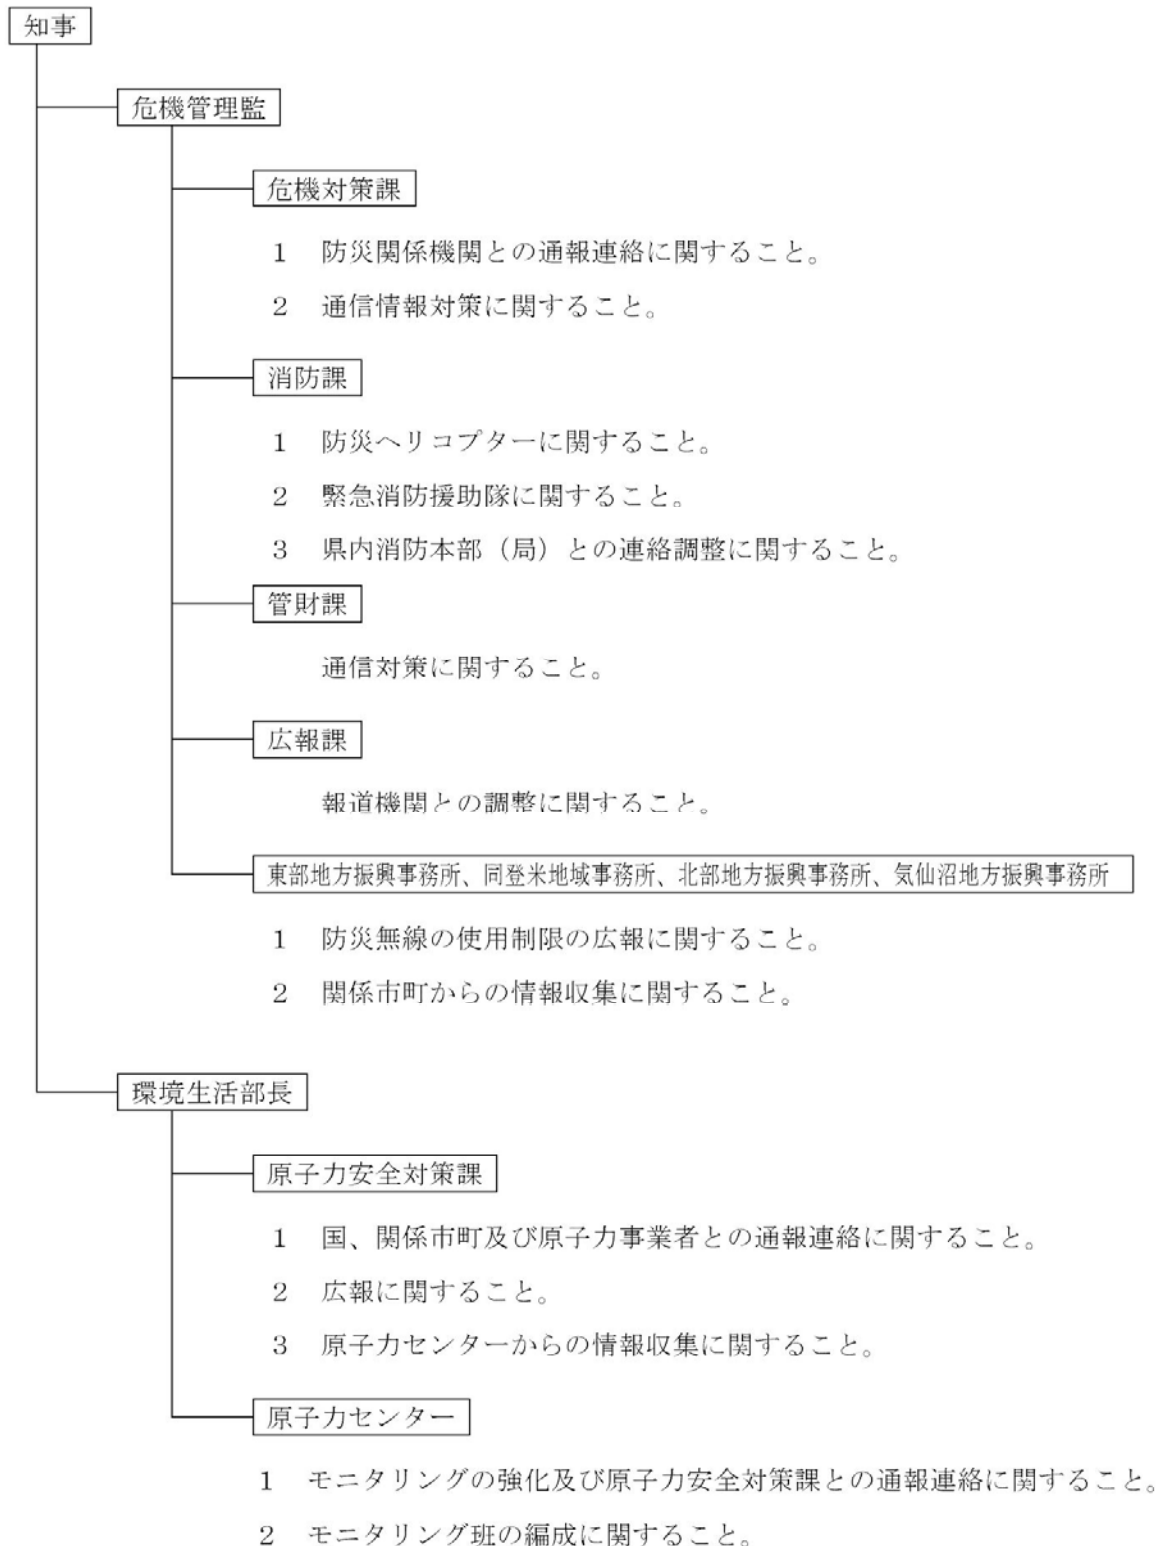 知事
危機管理監
危機対策課
1 防災関係機関との通報連絡に関すること。
2 通信情報対策に関すること。
消防課
1 防災ヘリコプターに関すること。
2 緊急消防援助隊に関すること。
3 県内消防本部（局）との連絡調整に関すること。
管財課
通信対策に関すること。
広報課
報道機関との調整に関すること。
東部地方振興事務所、同登米地域事務所、北部地方振興事務所、気仙沼地方振興事務所
1 防災無線の使用制限の広報に関すること。
2 関係市町からの情報収集に関すること。
環境生活部長
原子力安全対策課
1 国、関係市町及び原子力事業者との通報連絡に関すること。
2 広報に関すること。
3 原子力センターからの情報収集に関すること。
原子力センター
1 モニタリングの強化及び原子力安全対策課との通報連絡に関すること。
2 モニタリング班の編成に関すること。